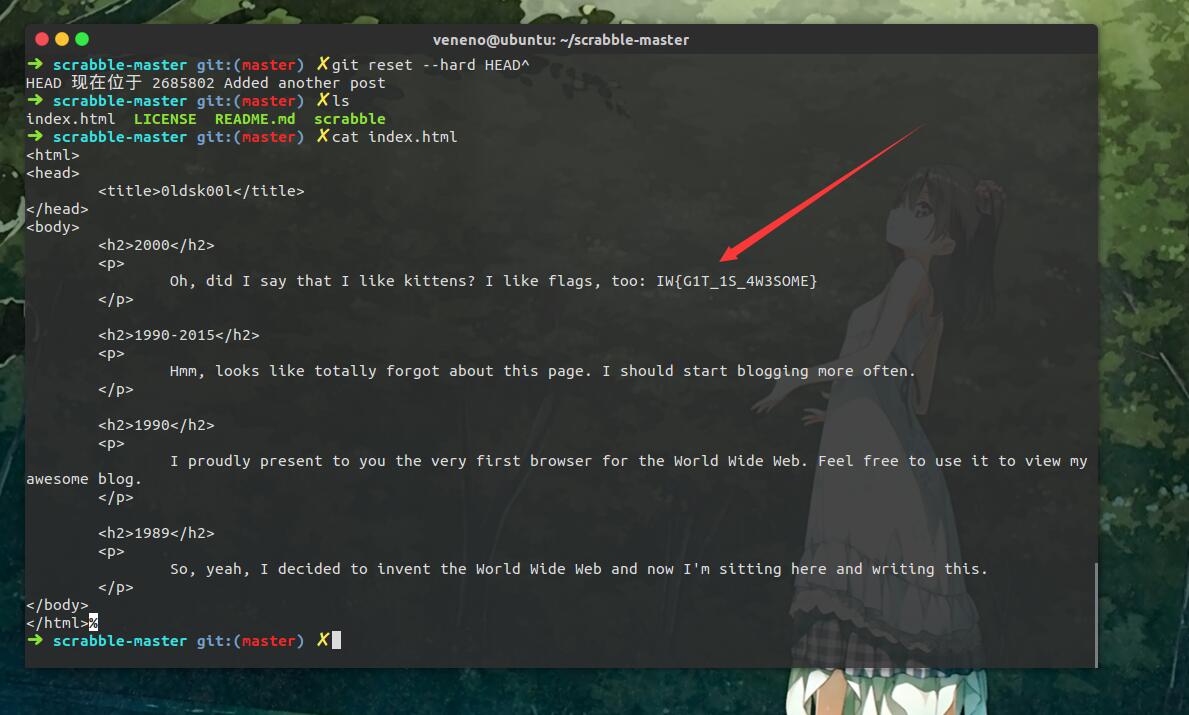 veneno@ubuntu: ~/scrabble-master
➜ scrabble-master git:(master) ✗git reset --hard HEAD^
HEAD 现在位于 2685802 Added another post
➜ scrabble-master git:(master) ✗ls
index.html LICENSE README.md scrabble
➜ scrabble-master git:(master) ✗cat index.html
<html>
<head>
<title>0ldsk00l</title>
</head>
<body>
<h2>2000</h2>
<p>
Oh, did I say that I like kittens? I like flags, too: IW{G1T_1S_4W3SOME}
</p>
<h2>1990-2015</h2>
<p>
Hmm, looks like totally forgot about this page. I should start blogging more often.
</p>
<h2>1990</h2>
<p>
I proudly present to you the very first browser for the World Wide Web. Feel free to use it to view my
awesome blog.
</p>
<h2>1989</h2>
<p>
So, yeah, I decided to invent the World Wide Web and now I'm sitting here and writing this.
</p>
</body>
</html>%
➜ scrabble-master git:(master) ✗